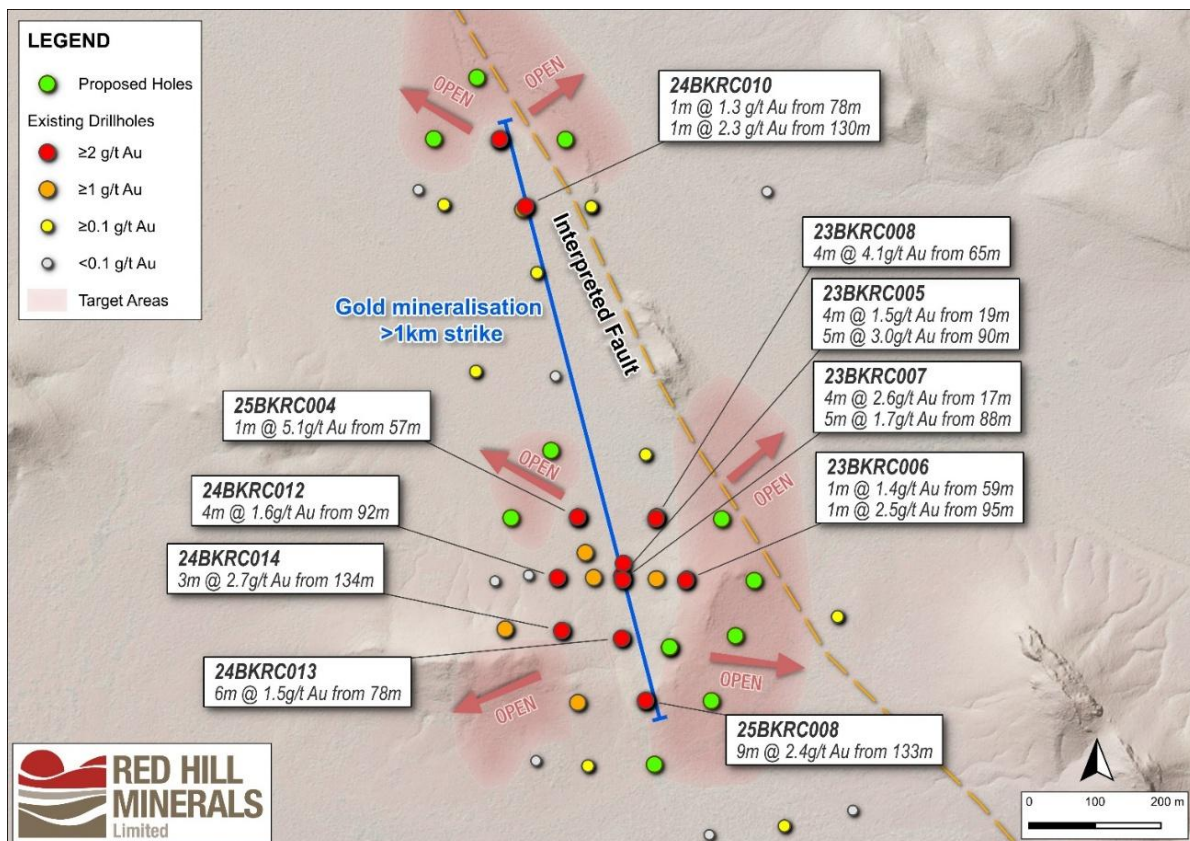 LEGEND
Proposed Holes
Existing Drillholes
≥2 g/t Au
≥1 g/t Au
≥0.1 g/t Au
<0.1 g/t Au
Target Areas
OPEN
OPEN
24BKRC010
1m @ 1.3 g/t Au from 78m
1m @ 2.3 g/t Au from 130m
Interpreted Fault
Gold mineralisation
>1km strike
23BKRC008
4m @ 4.1g/t Au from 65m
23BKRC005
4m @ 1.5g/t Au from 19m
5m @ 3.0g/t Au from 90m
23BKRC007
4m @ 2.6g/t Au from 17m
5m @ 1.7g/t Au from 88m
25BKRC004
1m @ 5.1g/t Au from 57m
OPEN
OPEN
23BKRC006
1m @ 1.4g/t Au from 59m
1m @ 2.5g/t Au from 95m
24BKRC012
4m @ 1.6g/t Au from 92m
24BKRC014
3m @ 2.7g/t Au from 134m
24BKRC013
6m @ 1.5g/t Au from 78m
OPEN
OPEN
25BKRC008
9m @ 2.4g/t Au from 133m
RED HILL
MINERALS
Limited
0 100 200 m